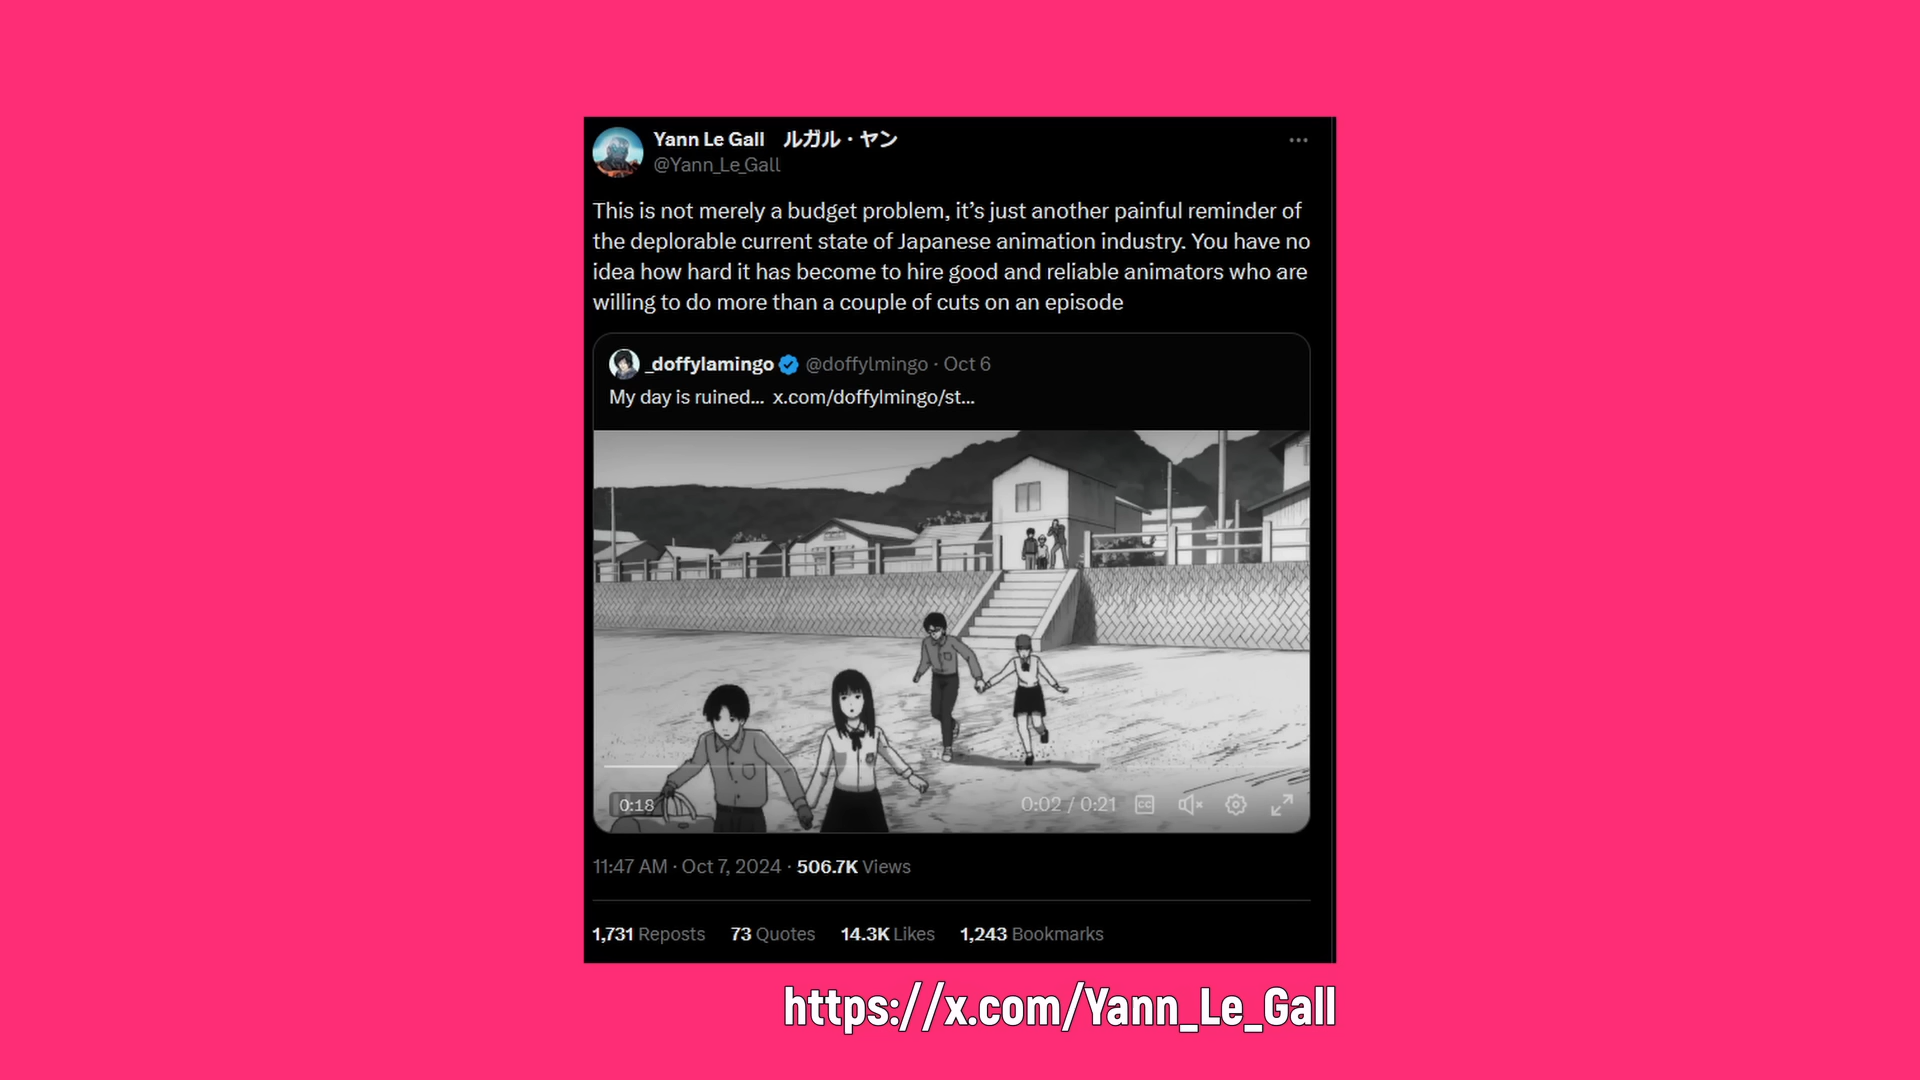 Yann Le Gall　ルガル・ヤン
@Yann_Le_Gall
This is not merely a budget problem, it’s just another painful reminder of
the deplorable current state of Japanese animation industry. You have no
idea how hard it has become to hire good and reliable animators who are
willing to do more than a couple of cuts on an episode
_doffylamingo @doffylmingo · Oct 6
My day is ruined... x.com/doffylmingo/st...
0:18 0:02 / 0:21 CC
11:47 AM · Oct 7, 2024 · 506.7K Views
1,731 Reposts 73 Quotes 14.3K Likes 1,243 Bookmarks
https://x.com/Yann_Le_Gall